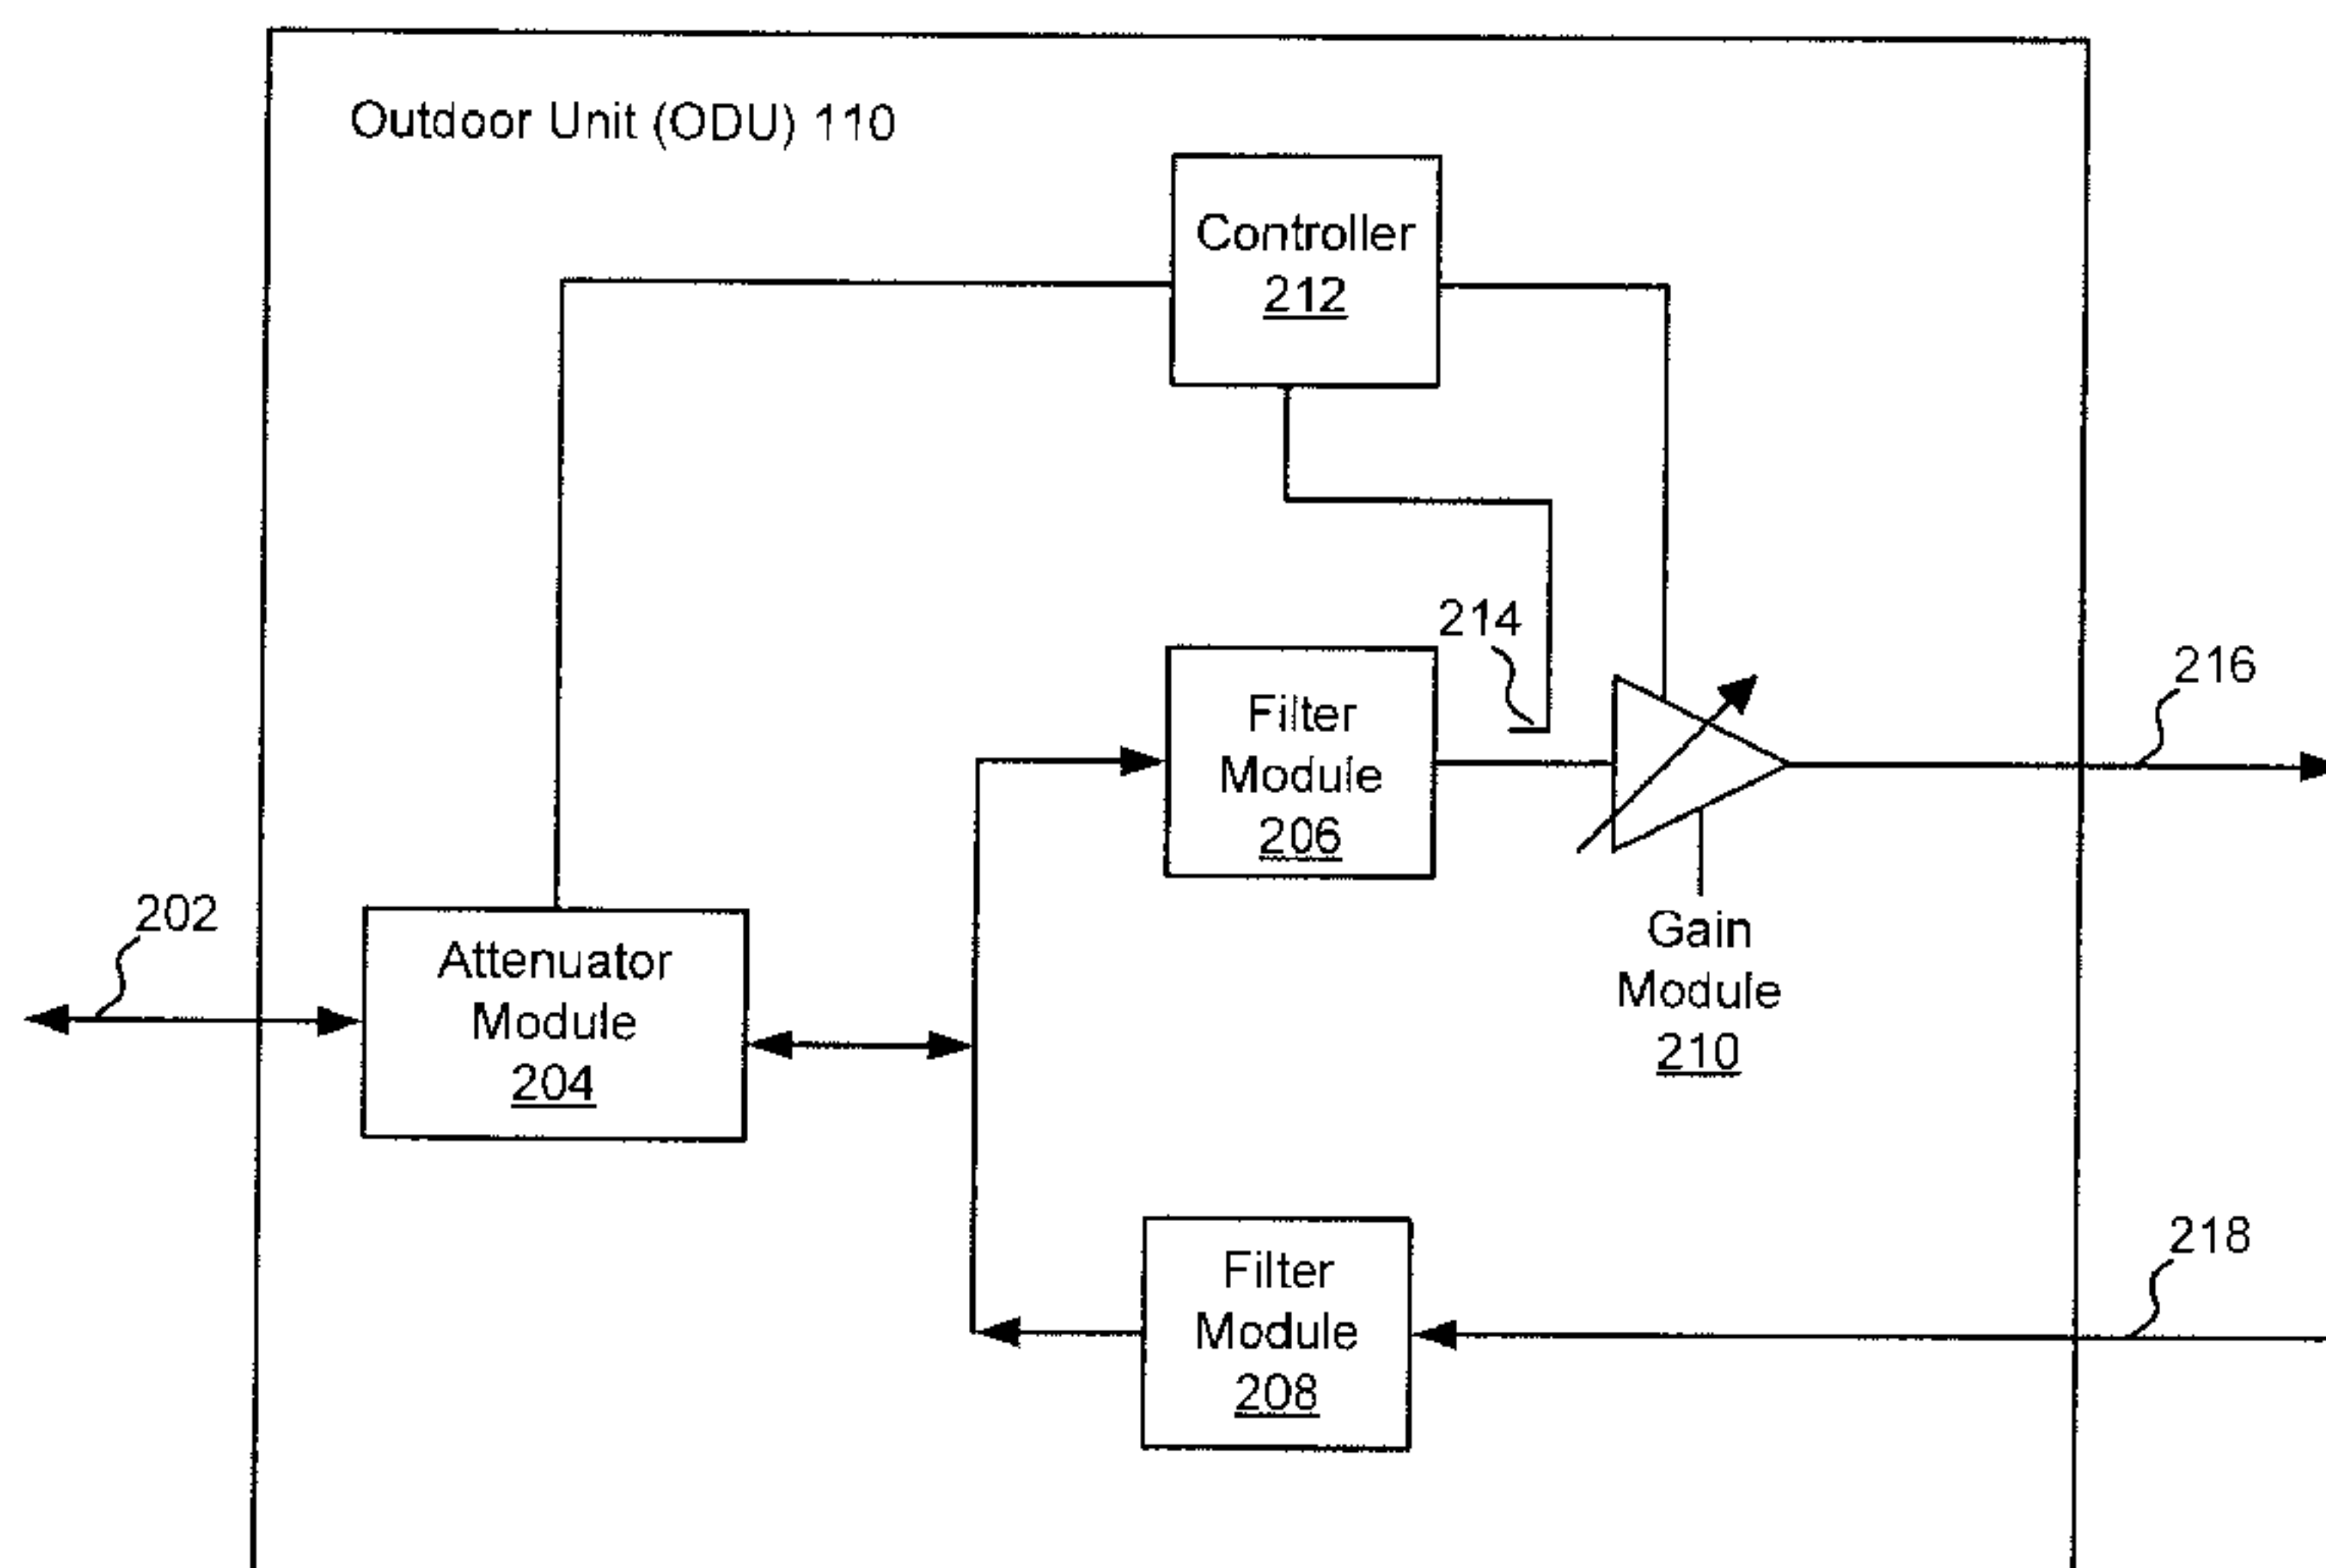 Outdoor Unit (ODU) 110
Controller
212
214
216
Filter
Module
206
202
Attenuator
Module
204
Gain
Module
210
218
Filter
Module
208